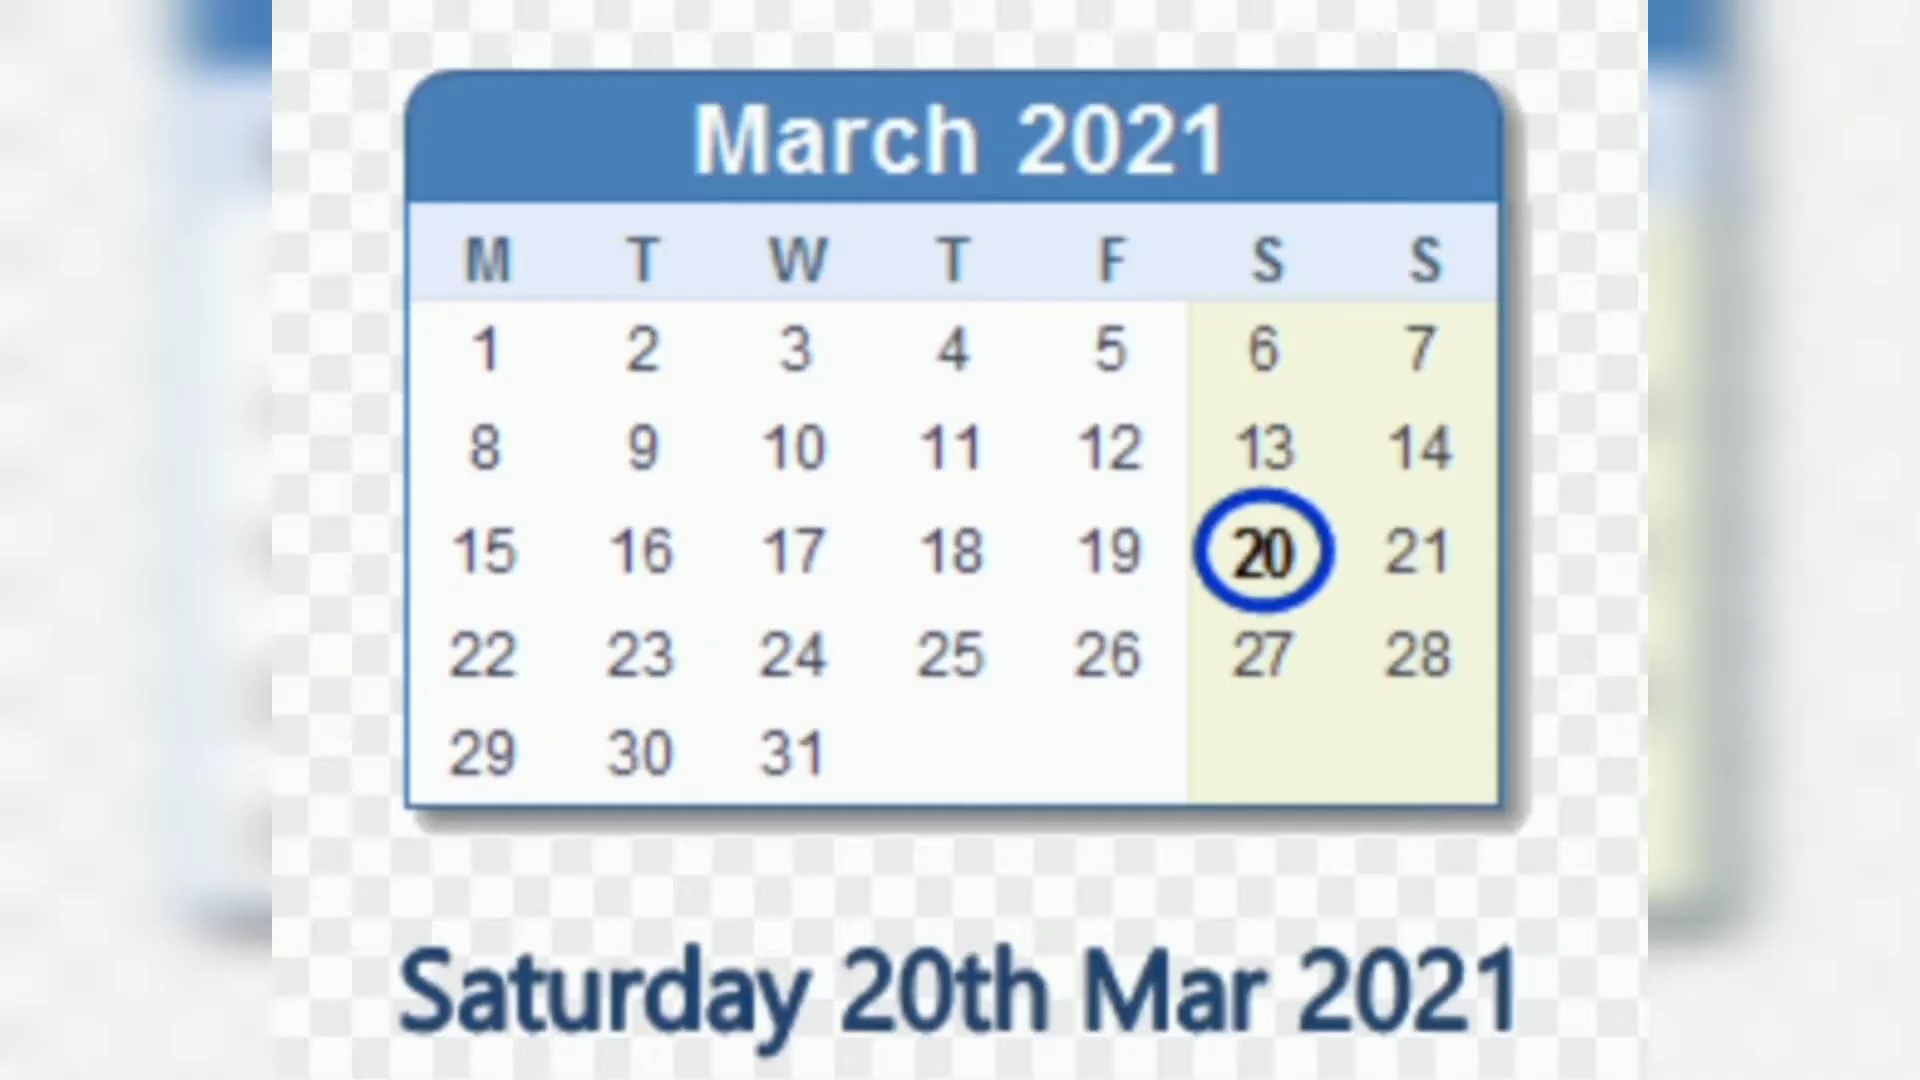 March 2021
M T W T F S S
1 2 3 4 5 6 7
8 9 10 11 12 13 14
15 16 17 18 19 20 21
22 23 24 25 26 27 28
29 30 31
Saturday 20th Mar 2021